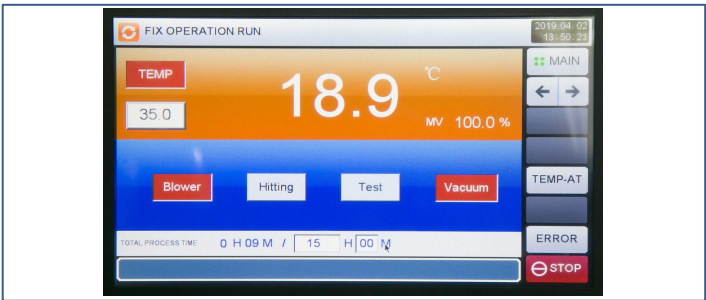 FIX OPERATION RUN
2019.04.02
13:50:23
TEMP
18.9 ℃
MAIN
35.0
MV 100.0 %
Blower
Hitting
Test
Vacuum
TEMP-AT
TOTAL PROCESS TIME 0 H 09 M / 15 H 00 M
ERROR
STOP